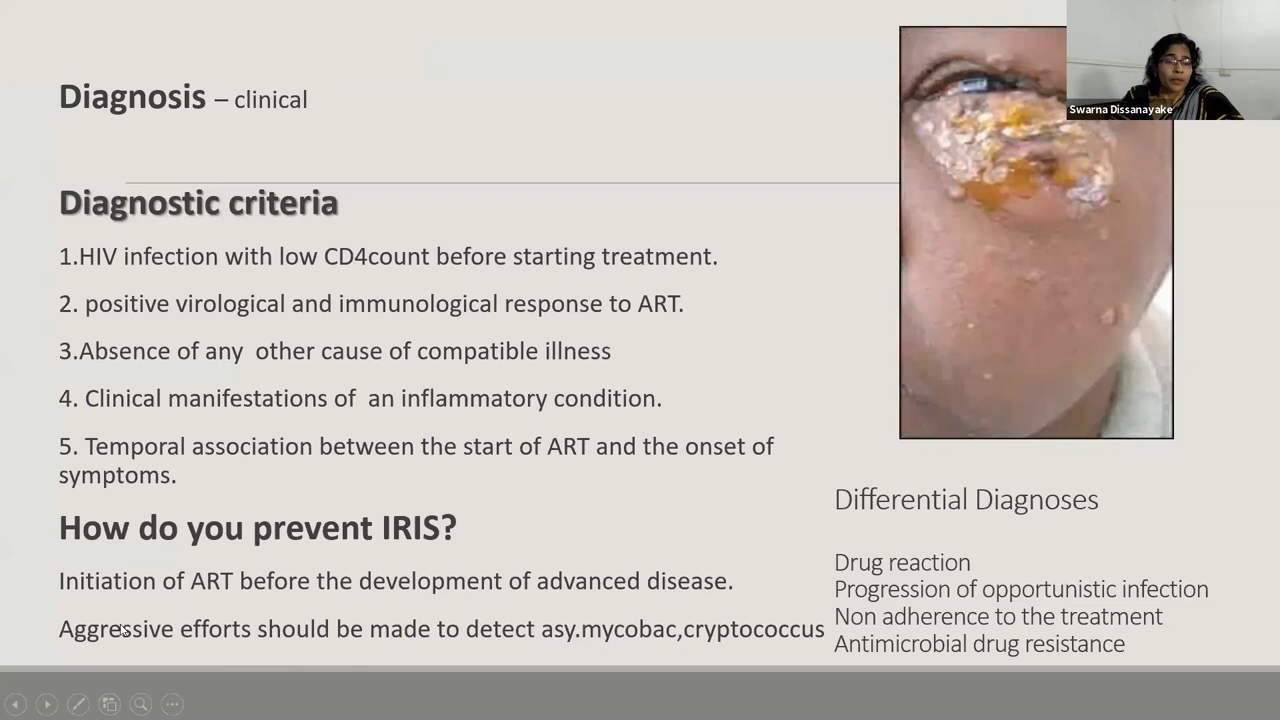 Diagnosis – clinical
Diagnostic criteria
1.HIV infection with low CD4count before starting treatment.
2. positive virological and immunological response to ART.
3.Absence of any  other cause of compatible illness
4. Clinical manifestations of  an inflammatory condition.
5. Temporal association between the start of ART and the onset of
symptoms.
How do you prevent IRIS?
Initiation of ART before the development of advanced disease.
Aggressive efforts should be made to detect asy.mycobac,cryptococcus
Swarna Dissanayake
Differential Diagnoses
Drug reaction
Progression of opportunistic infection
Non adherence to the treatment
Antimicrobial drug resistance